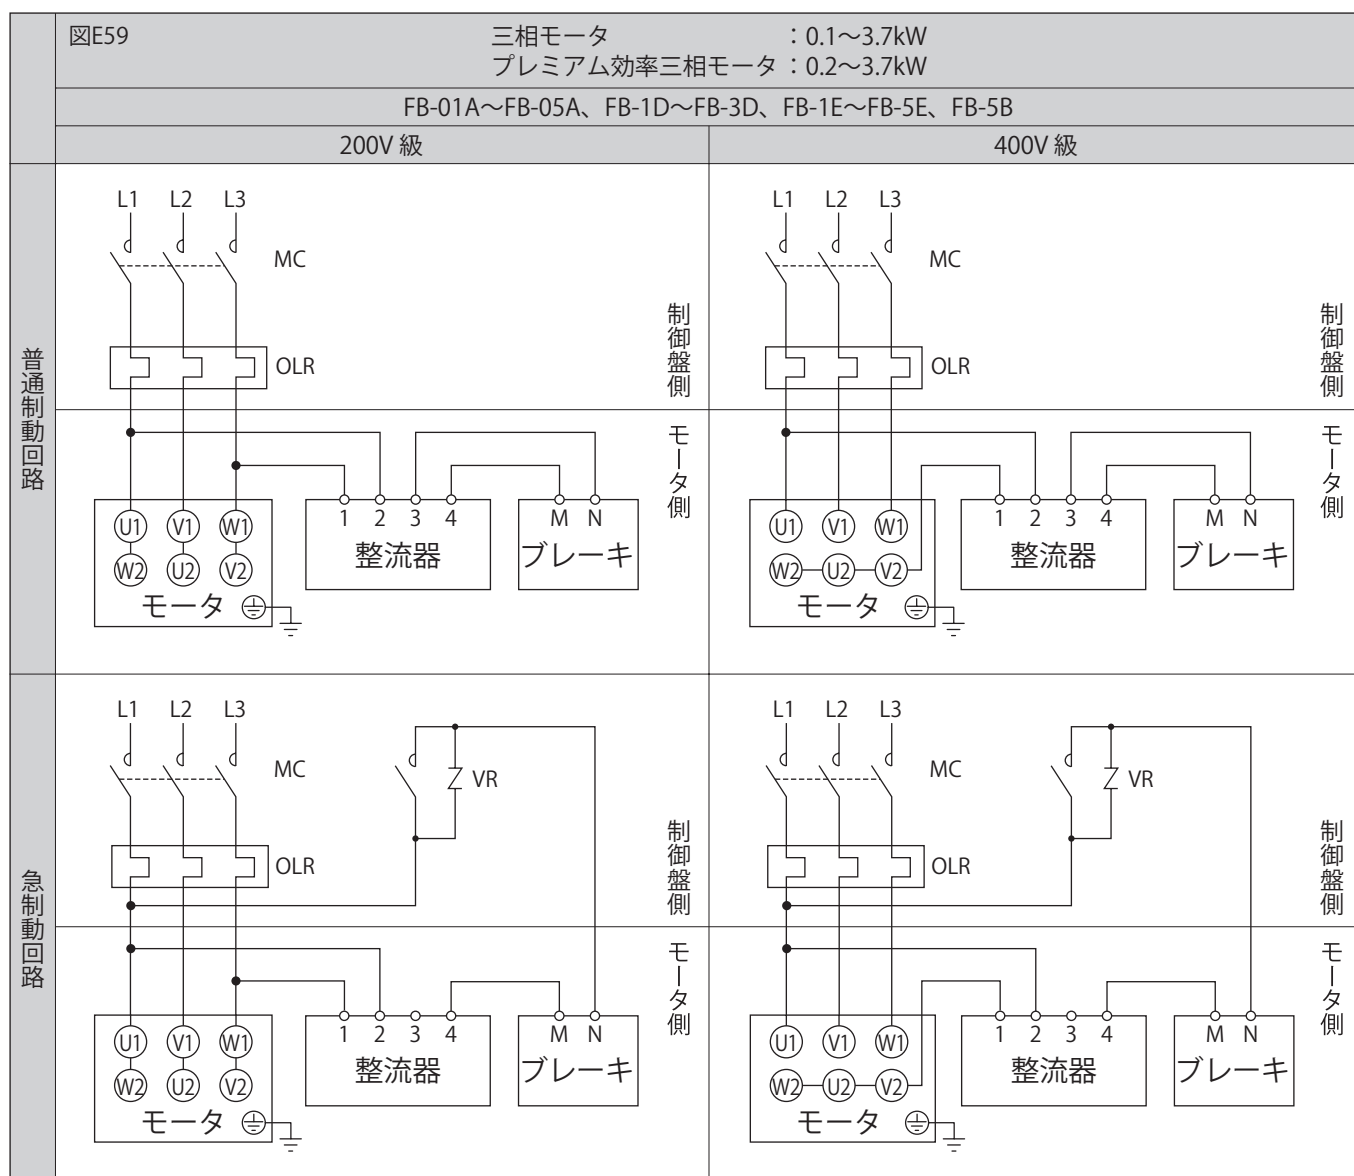 図E59
三相モータ ：0.1～3.7kW
プレミアム効率三相モータ：0.2～3.7kW
FB-01A～FB-05A、FB-1D～FB-3D、FB-1E～FB-5E、FB-5B
200V 級
400V 級
普通制動回路
L1 L2 L3
MC
OLR
制御盤側
モータ側
U1 V1 W1
W2 U2 V2
モータ
1 2 3 4
整流器
M N
ブレーキ
L1 L2 L3
MC
OLR
制御盤側
モータ側
U1 V1 W1
W2 U2 V2
モータ
1 2 3 4
整流器
M N
ブレーキ
急制動回路
L1 L2 L3
MC
VR
OLR
制御盤側
モータ側
U1 V1 W1
W2 U2 V2
モータ
1 2 3 4
整流器
M N
ブレーキ
L1 L2 L3
MC
VR
OLR
制御盤側
モータ側
U1 V1 W1
W2 U2 V2
モータ
1 2 3 4
整流器
M N
ブレーキ